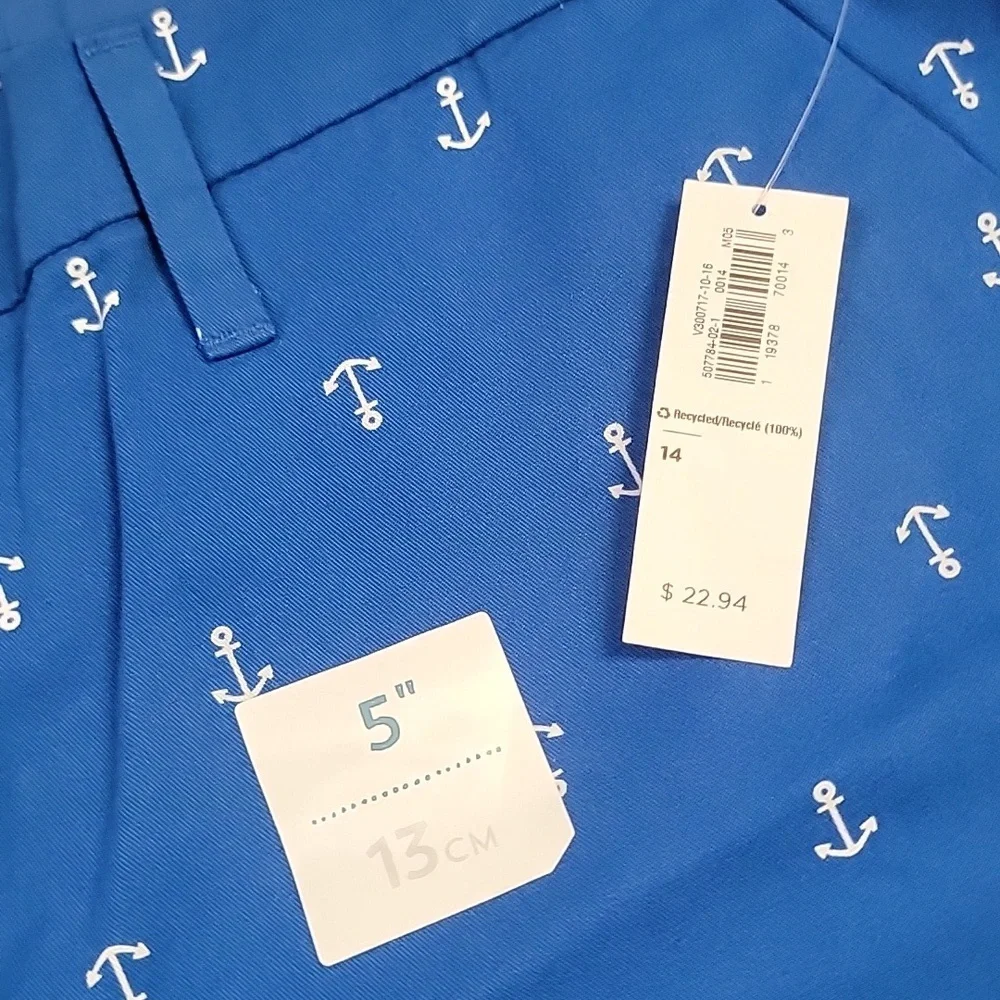 M05
V300717-10-16
0014
507784-02-1
1 19378 70014 3
Recycled/Recyclé (100%)
14
$ 22.94
5"
13CM